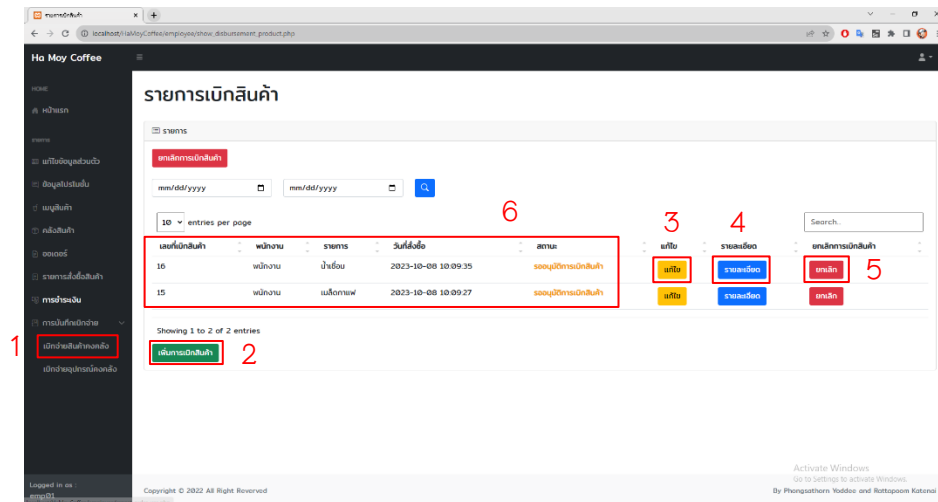 รายการเบิกสินค้า
localhost/HaMoyCoffee/employee/show_disbursement_product.php
Ha Moy Coffee
HOME
หน้าแรก
รายการ
แก้ไขข้อมูลส่วนตัว
ข้อมูลโปรโมชั่น
เมนูสินค้า
คลังสินค้า
ออเดอร์
รายการสั่งซื้อสินค้า
การชำระเงิน
การบันทึกเบิกจ่าย
1 เบิกจ่ายสินค้าคงคลัง
เบิกจ่ายอุปกรณ์คงคลัง
Logged in as :
emp01
รายการเบิกสินค้า
รายการ
ยกเลิกการเบิกสินค้า
mm/dd/yyyy mm/dd/yyyy
10 entries per page Search...
6 3 4
เลขที่เบิกสินค้า พนักงาน รายการ วันที่สั่งซื้อ สถานะ แก้ไข รายละเอียด ยกเลิกการเบิกสินค้า
16 พนักงาน น้ำเชื่อม 2023-10-08 10:09:35 รออนุมัติการเบิกสินค้า แก้ไข รายละเอียด ยกเลิก 5
15 พนักงาน เมล็ดกาแฟ 2023-10-08 10:09:27 รออนุมัติการเบิกสินค้า แก้ไข รายละเอียด ยกเลิก
Showing 1 to 2 of 2 entries
เพิ่มการเบิกสินค้า 2
Activate Windows
Go to Settings to activate Windows.
Copyright © 2022 All Right Reserved
By Phongsathorn Yoddao and Rattapoom Katenai